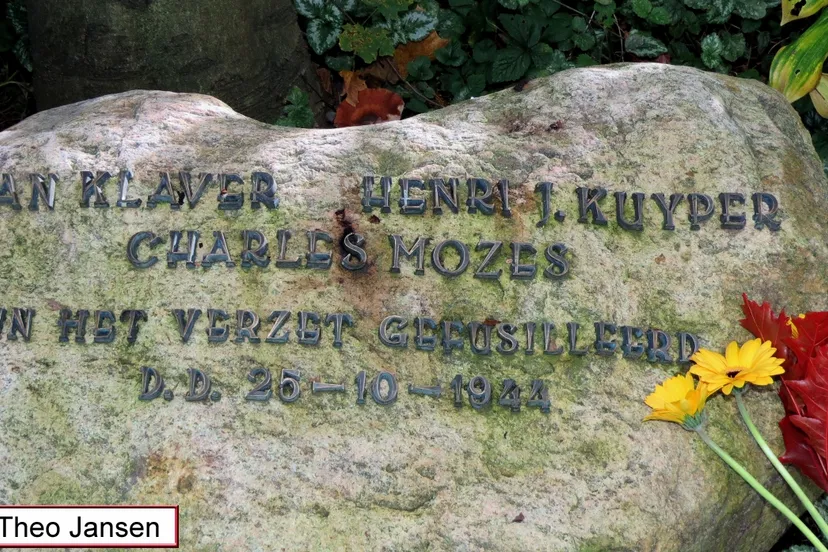 AN KLAVER HENRI J. KUYPER
CHARLES MOZES
N HET VERZET GEFUSILLEERD
D.D. 25-10-1944
Theo Jansen